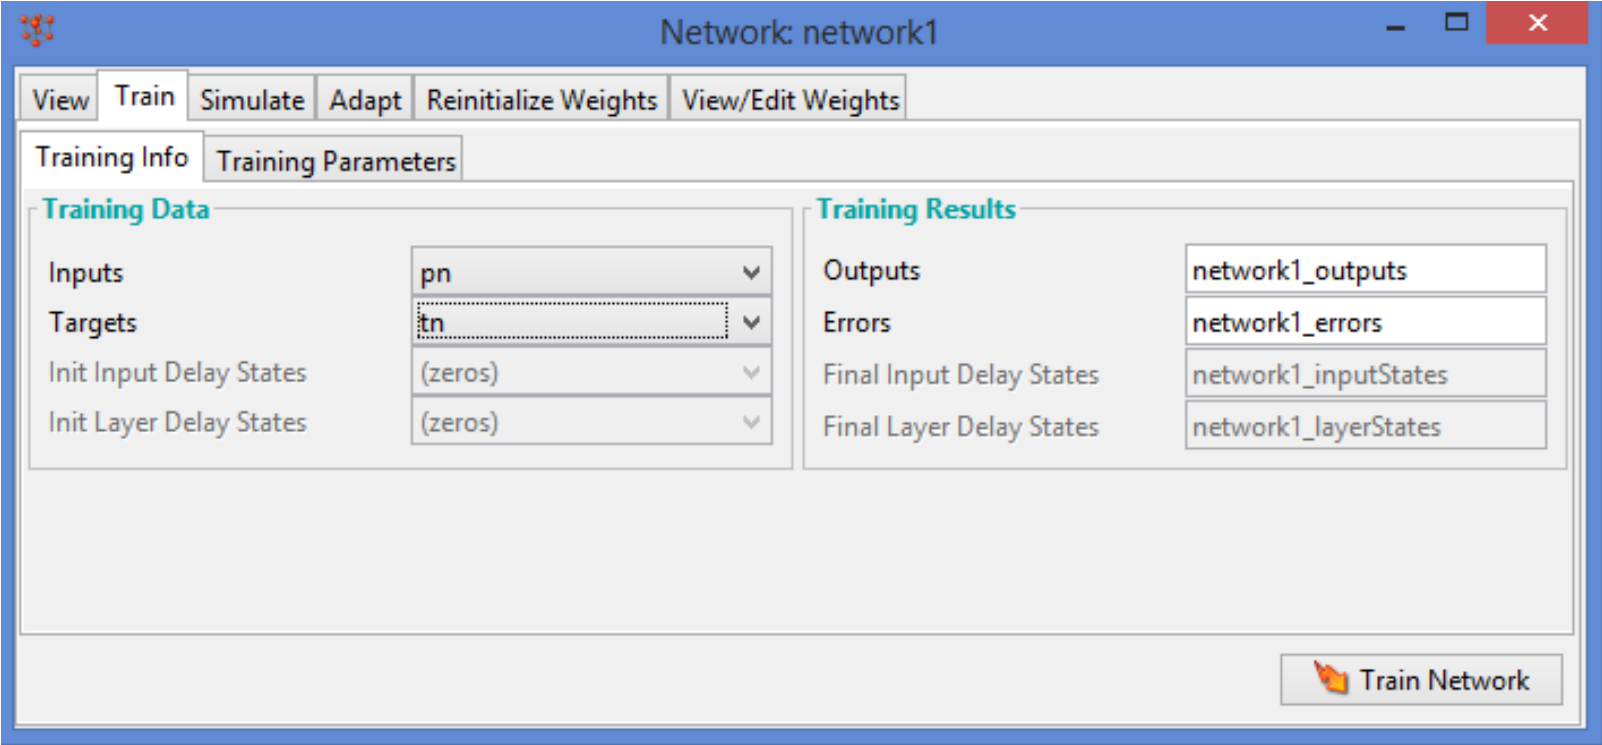 Network: network1
View Train Simulate Adapt Reinitialize Weights View/Edit Weights
Training Info Training Parameters
Training Data Training Results
Inputs pn Outputs network1_outputs
Targets tn Errors network1_errors
Init Input Delay States (zeros) Final Input Delay States network1_inputStates
Init Layer Delay States (zeros) Final Layer Delay States network1_layerStates
Train Network